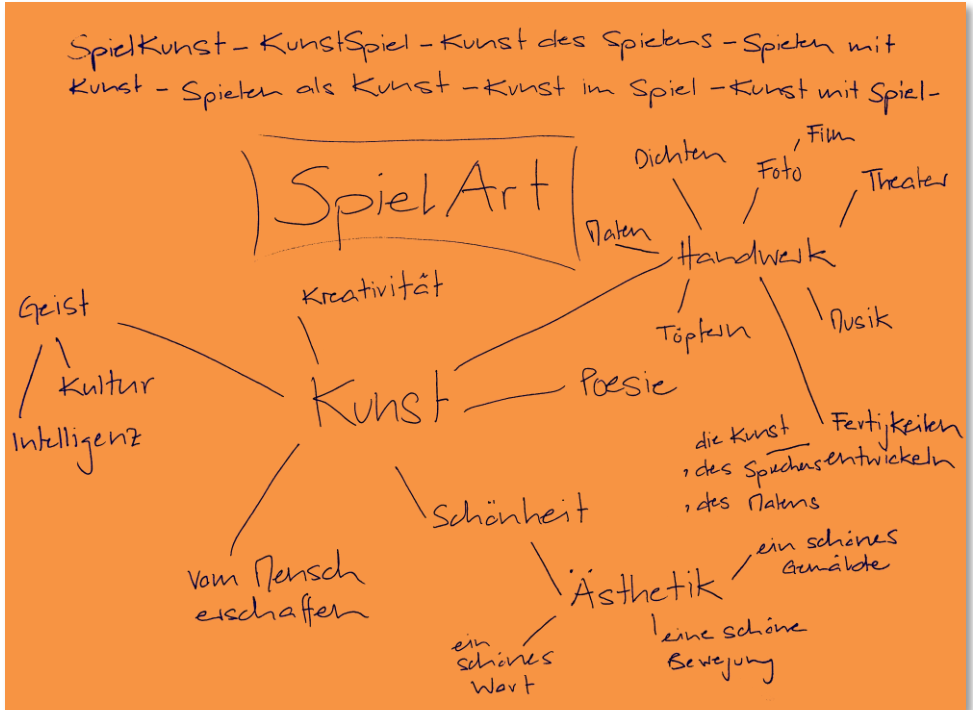 SpielKunst – KunstSpiel – Kunst des Spielens – Spielen mit
Kunst – Spielen als Kunst – Kunst im Spiel – Kunst mit Spiel –
SpielArt
Dichten
Foto
Film
Theater
Malen
Handwerk
Töpfern
Musik
Fertigkeiten
entwickeln
die Kunst
, des Sprechens
, des Malens
Kreativität
Geist
Kultur
Intelligenz
Kunst
Poesie
Schönheit
vom Mensch
erschaffen
Ästhetik
ein schönes
Gemälde
eine schöne
Bewegung
ein
schönes
Wort